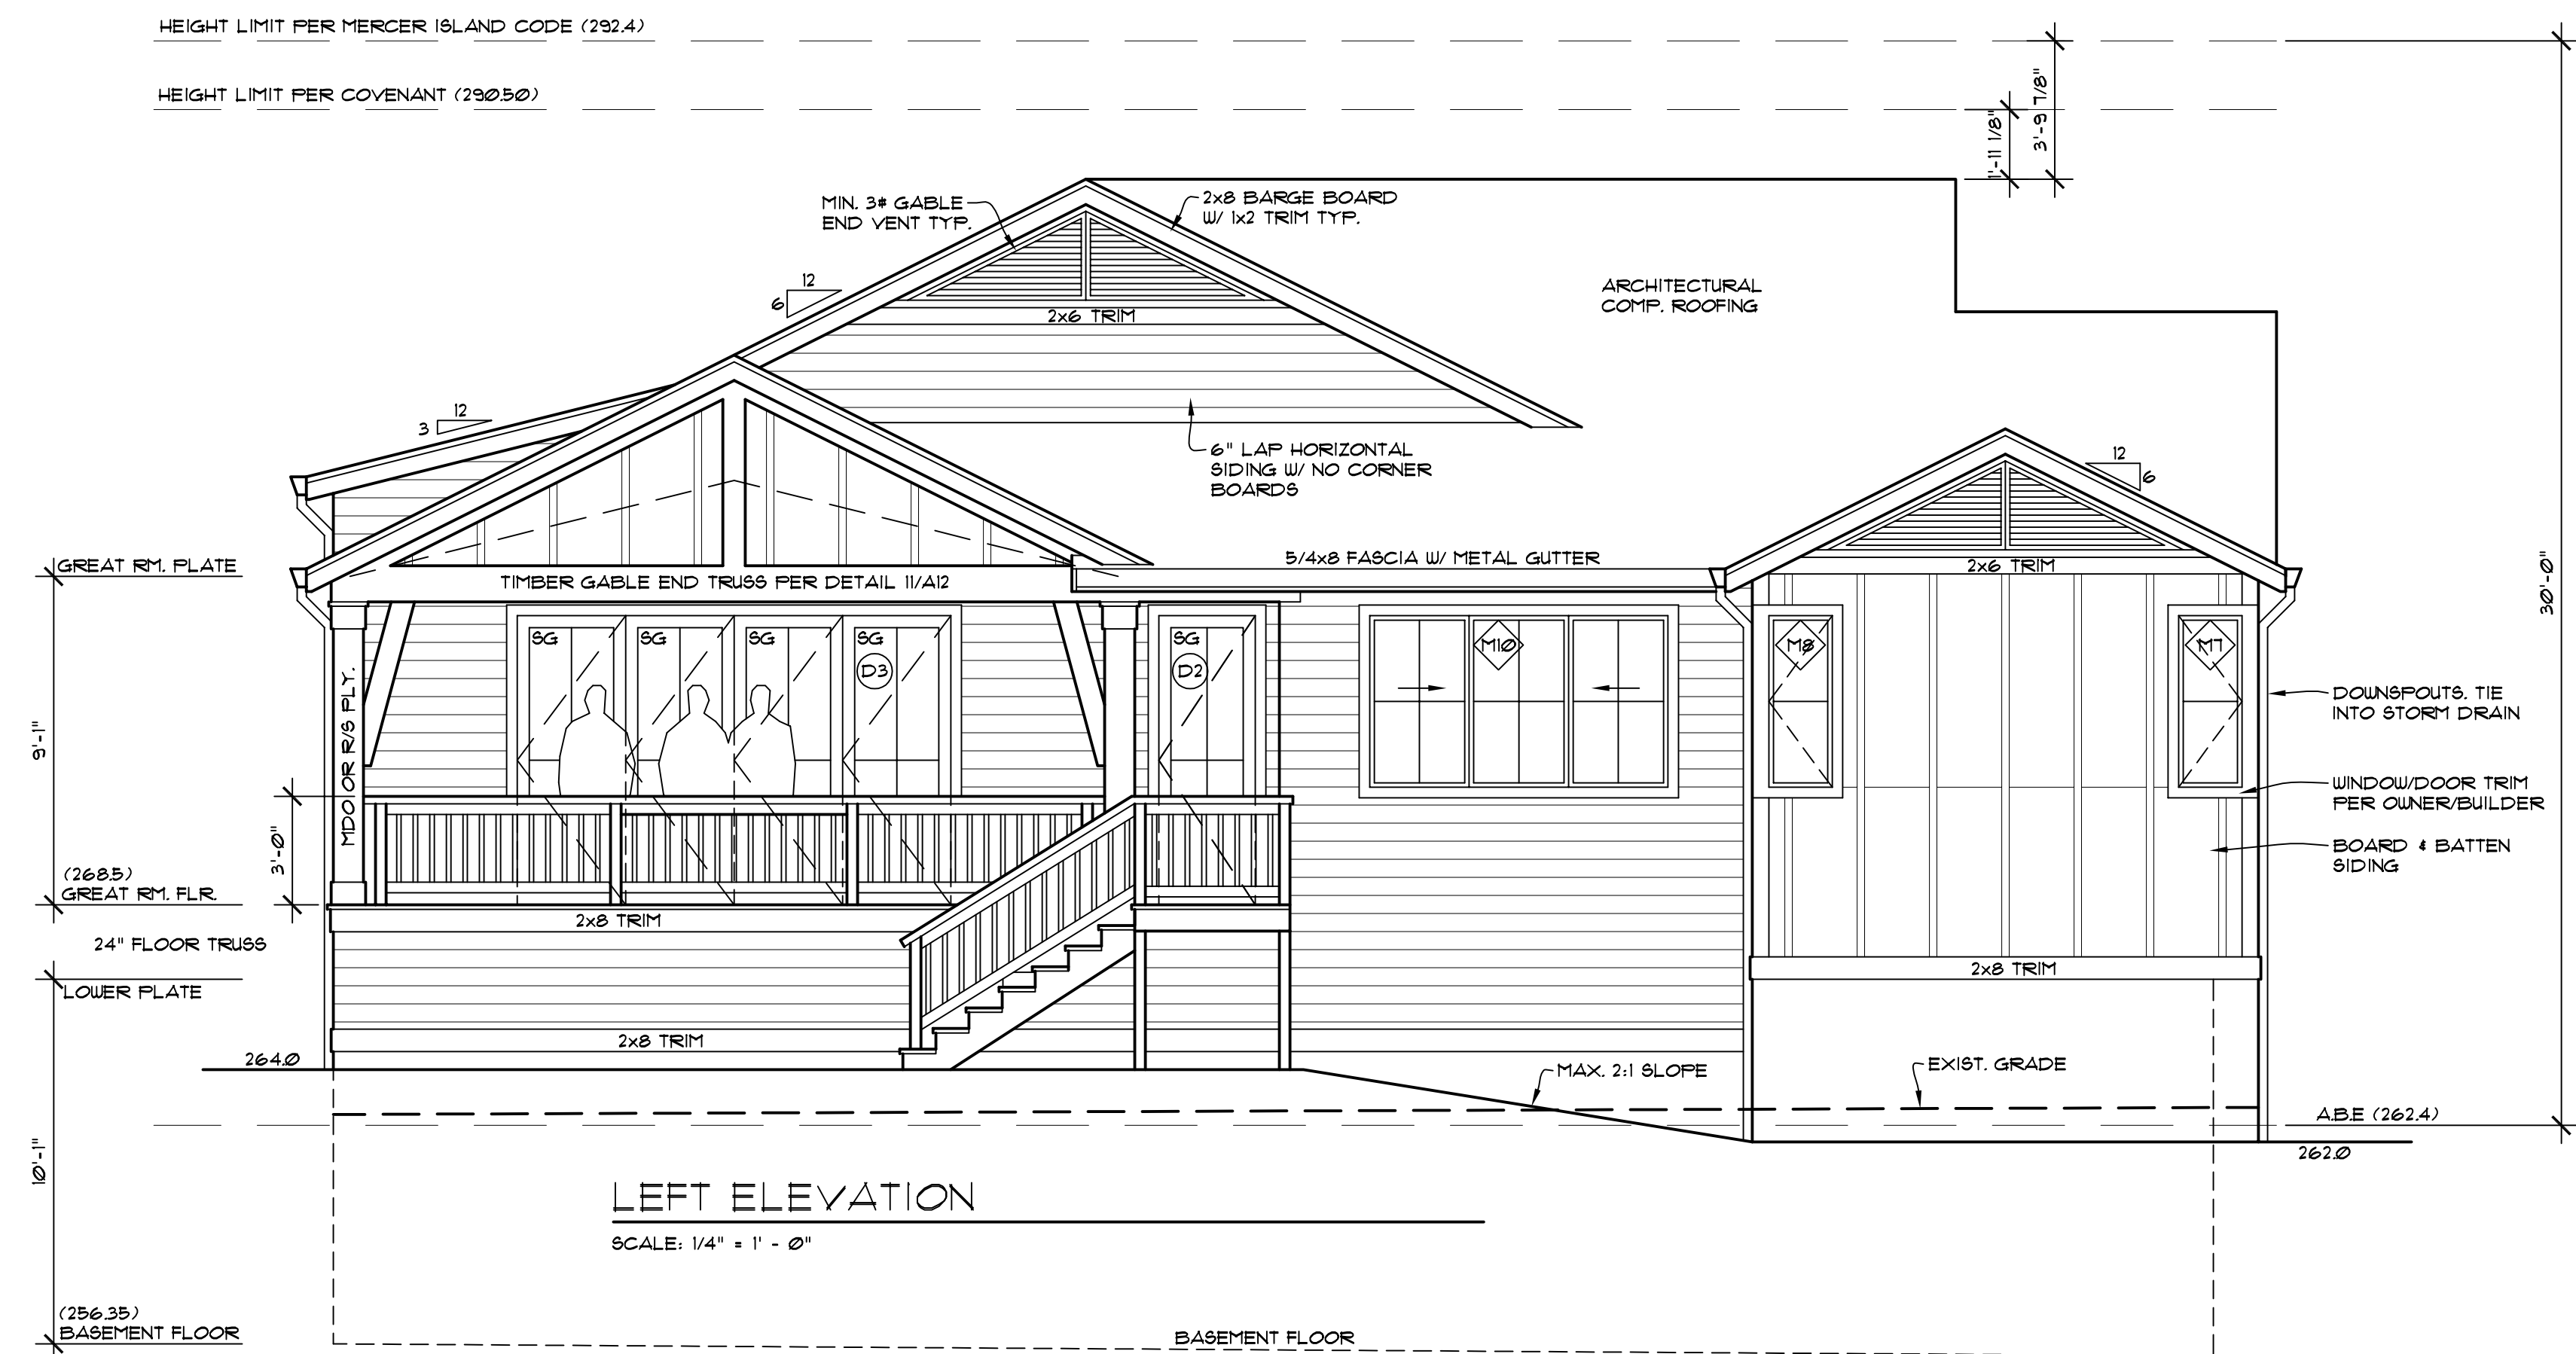 HEIGHT LIMIT PER MERCER ISLAND CODE (292.4)
HEIGHT LIMIT PER COVENANT (290.50)
1'-11 1/8"
3'-9 7/8"
MIN. 3# GABLE
END VENT TYP.
2x8 BARGE BOARD
W/ 1x2 TRIM TYP.
12
6
2x6 TRIM
ARCHITECTURAL
COMP. ROOFING
12
3
6" LAP HORIZONTAL
SIDING W/ NO CORNER
BOARDS
12
6
GREAT RM. PLATE
TIMBER GABLE END TRUSS PER DETAIL 11/A12
5/4x8 FASCIA W/ METAL GUTTER
2x6 TRIM
30'-0"
SG
SG
SG
SG
D3
SG
D2
M10
M8
M7
MDO OR R/S PLY.
9'-1"
DOWNSPOUTS. TIE
INTO STORM DRAIN
WINDOW/DOOR TRIM
PER OWNER/BUILDER
BOARD & BATTEN
SIDING
3'-0"
(268.5)
GREAT RM. FLR.
2x8 TRIM
24" FLOOR TRUSS
LOWER PLATE
2x8 TRIM
2x8 TRIM
264.0
MAX. 2:1 SLOPE
EXIST. GRADE
A.B.E (262.4)
262.0
10'-1"
LEFT ELEVATION
SCALE: 1/4" = 1' - 0"
(256.35)
BASEMENT FLOOR
BASEMENT FLOOR